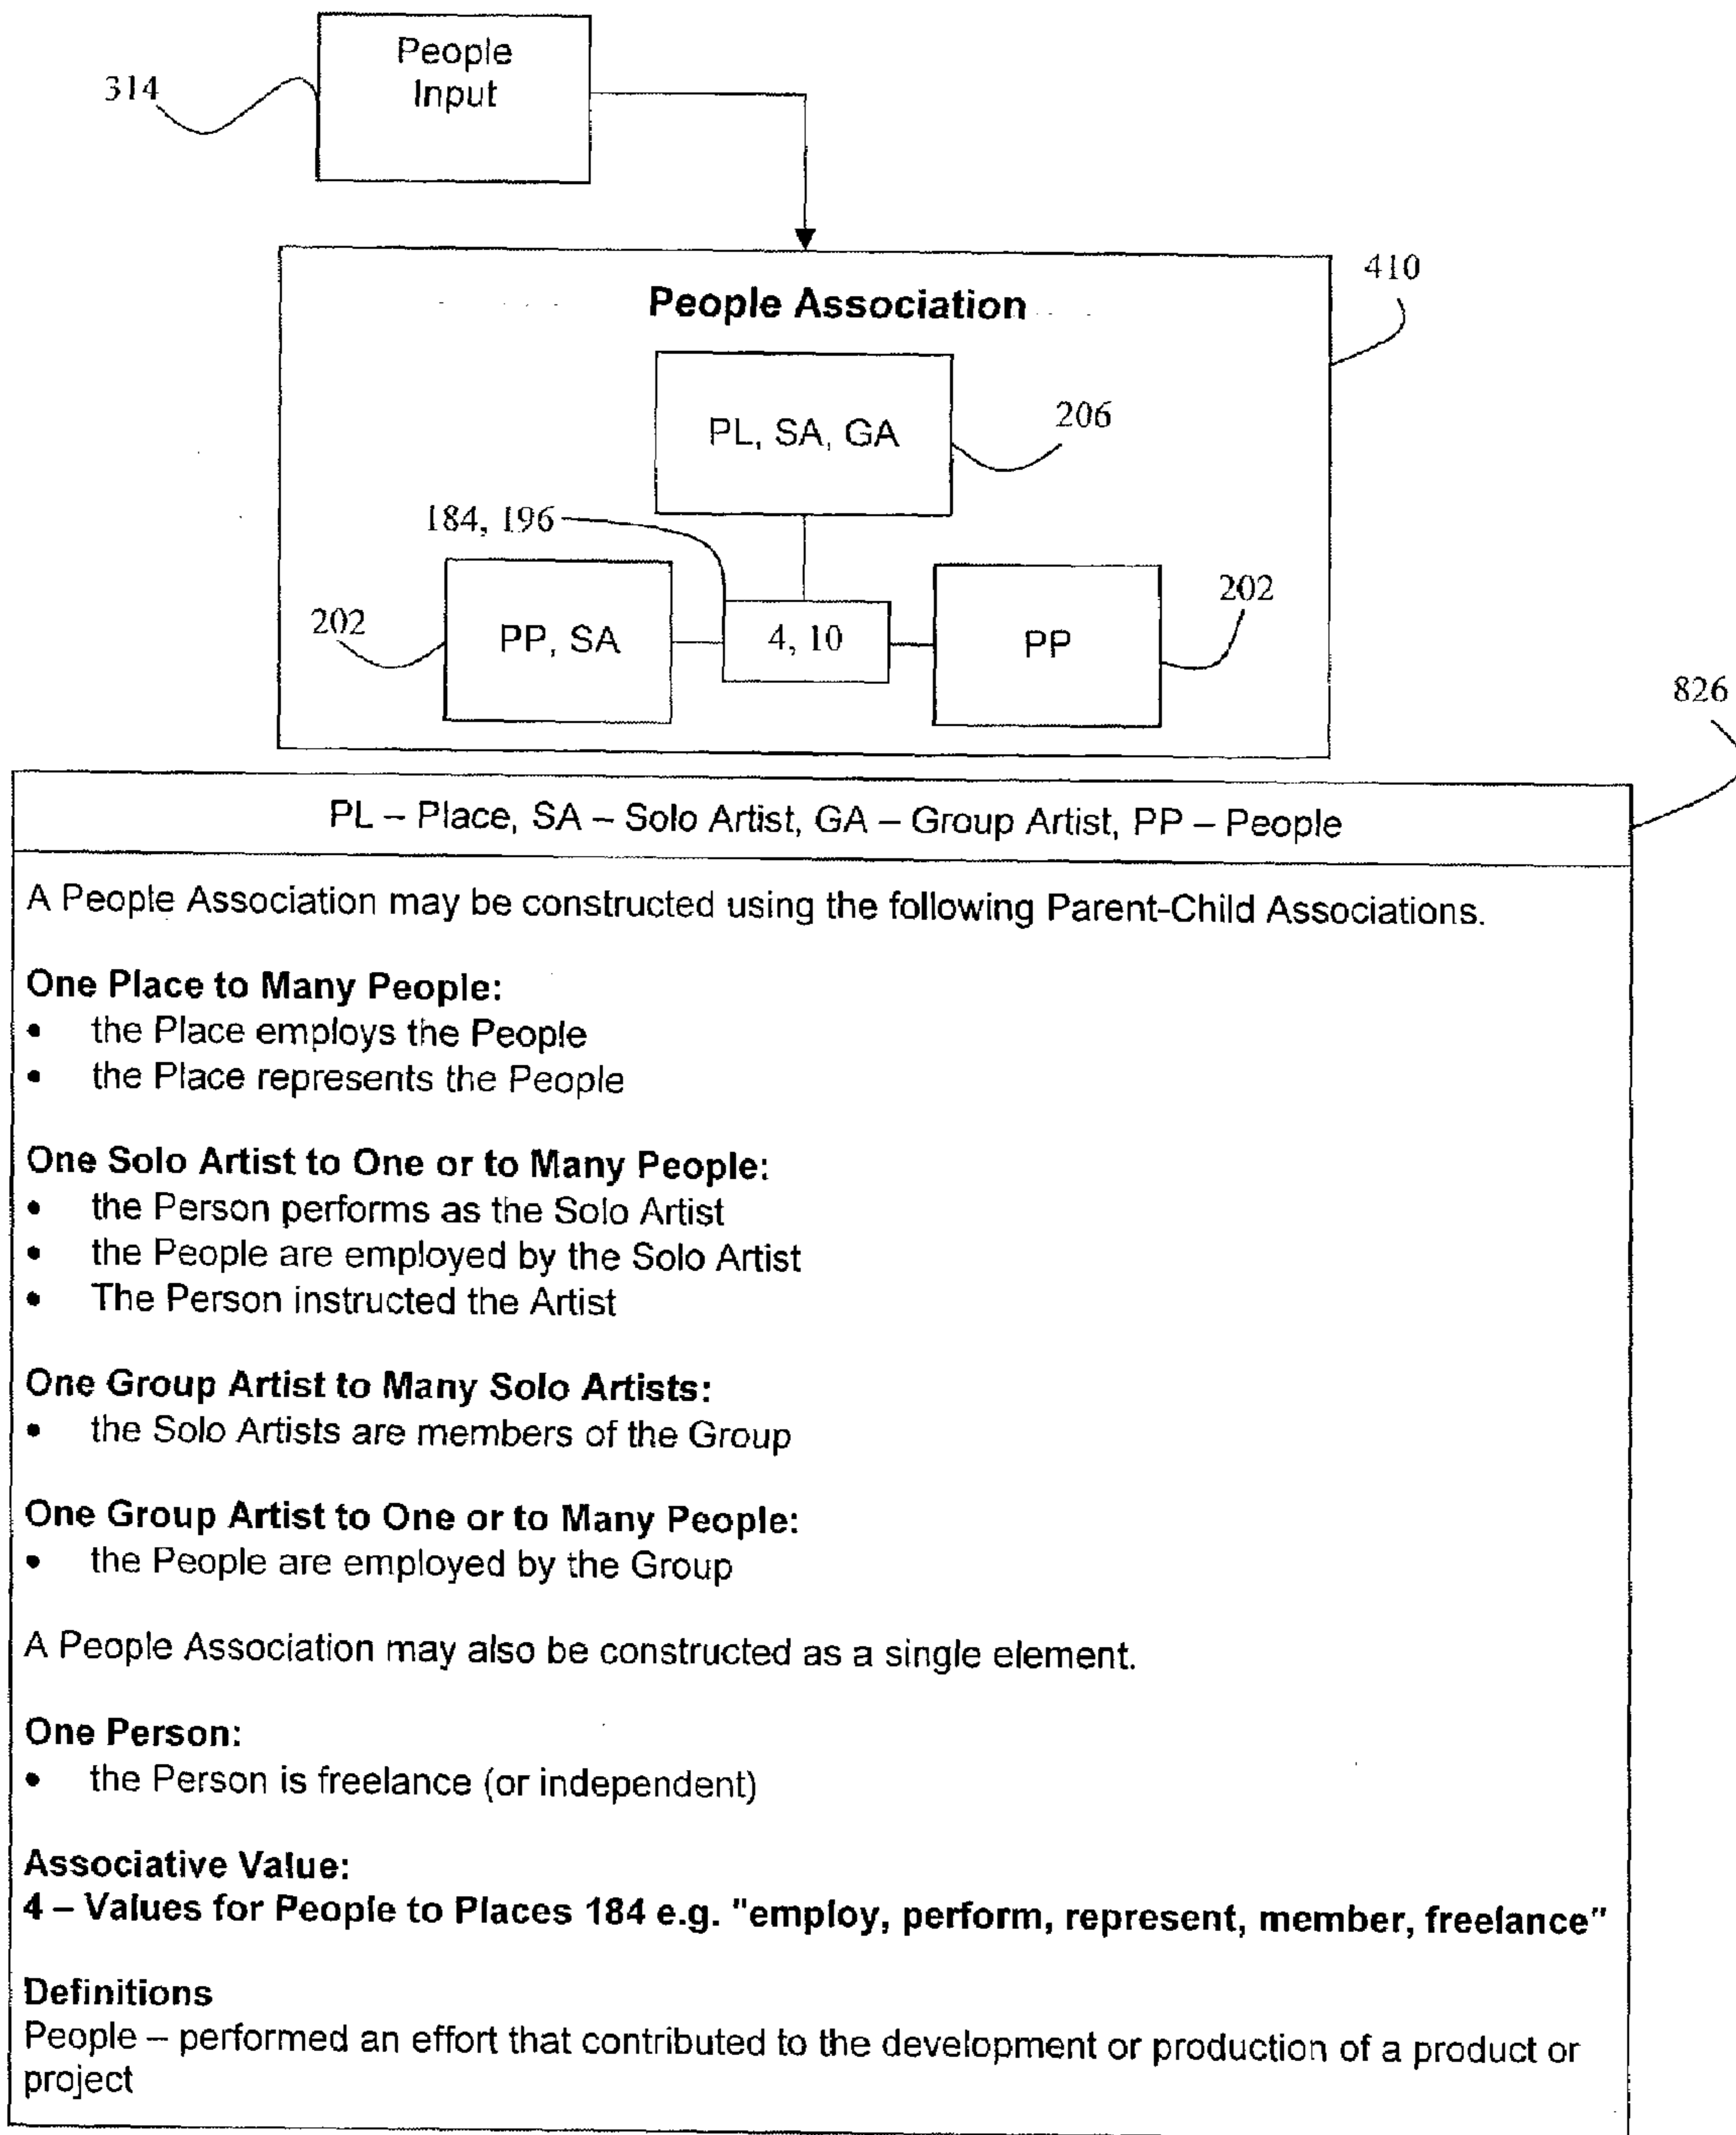 People
Input
314
410
People Association
PL, SA, GA
206
184, 196
202
PP, SA
4, 10
PP
202
826
PL – Place, SA – Solo Artist, GA – Group Artist, PP – People
A People Association may be constructed using the following Parent-Child Associations.
One Place to Many People:
• the Place employs the People
• the Place represents the People
One Solo Artist to One or to Many People:
• the Person performs as the Solo Artist
• the People are employed by the Solo Artist
• The Person instructed the Artist
One Group Artist to Many Solo Artists:
• the Solo Artists are members of the Group
One Group Artist to One or to Many People:
• the People are employed by the Group
A People Association may also be constructed as a single element.
One Person:
• the Person is freelance (or independent)
Associative Value:
4 – Values for People to Places 184 e.g. "employ, perform, represent, member, freelance"
Definitions
People – performed an effort that contributed to the development or production of a product or
project